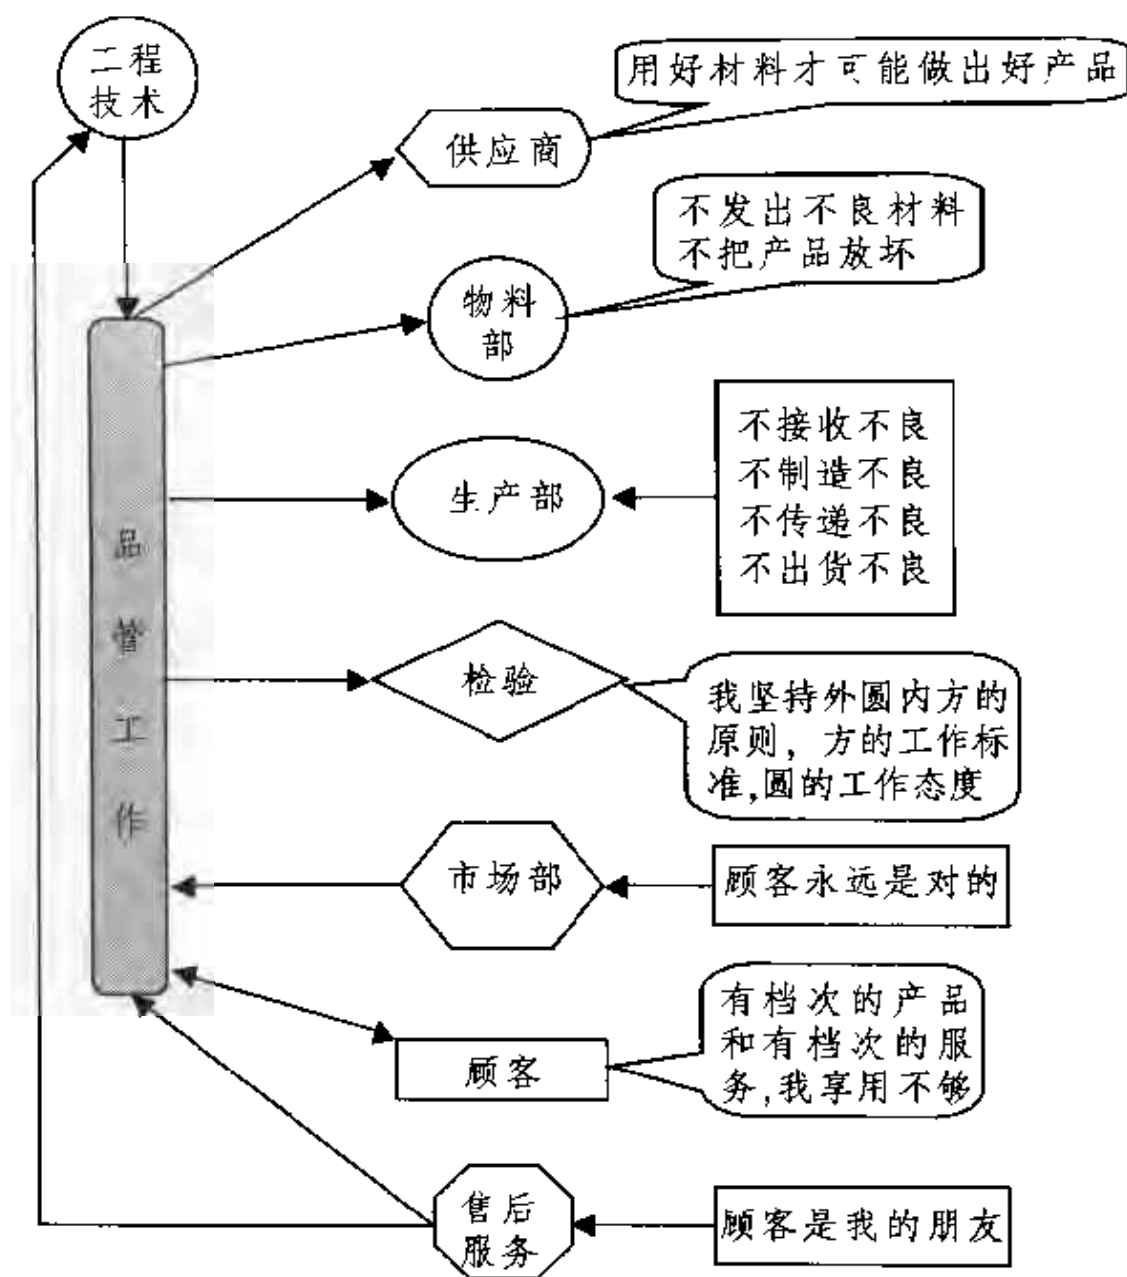 二程
技术
用好材料才可能做出好产品
供应商
不发出不良材料
不把产品放坏
物料
部
不接收不良
不制造不良
不传递不良
不出货不良
生产部
品
管
工
作
检验
我坚持外圆内方的
原则，方的工作标
准,圆的工作态度
市场部
顾客永远是对的
有档次的产品
和有档次的服
务,我享用不够
顾客
售后
服务
顾客是我的朋友